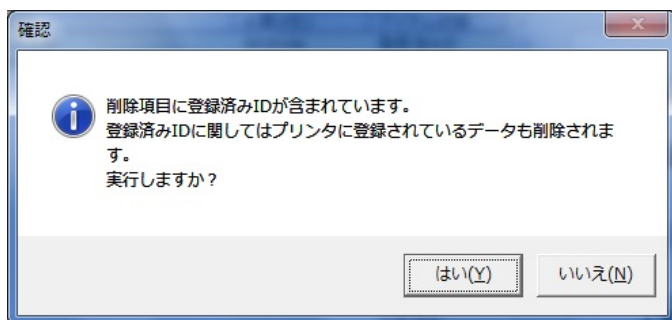 確認
削除項目に登録済みIDが含まれています。
登録済みIDに関してはプリンタに登録されているデータも削除されま
す。
実行しますか？
はい(Y)
いいえ(N)